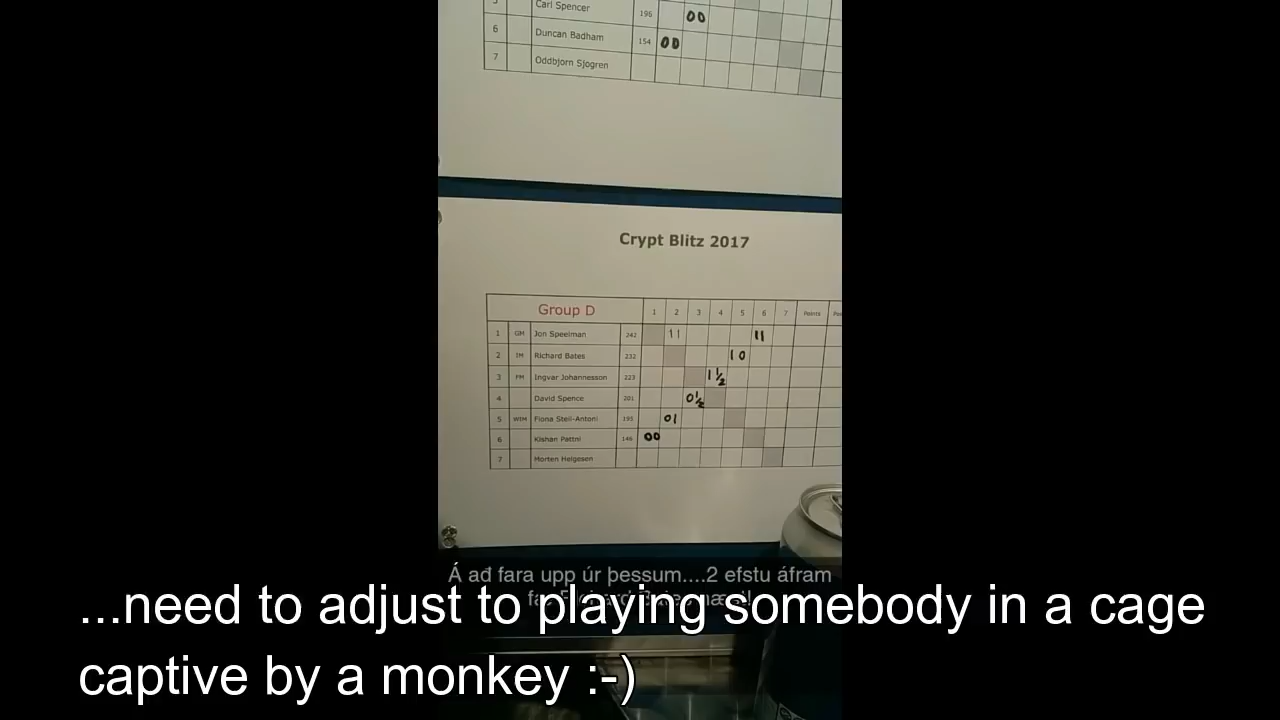 5 Carl Spencer 196 00
6 Duncan Badham 154 00
7 Oddbjorn Sjogren
Crypt Blitz 2017
Group D 1 2 3 4 5 6 7 Points
1 GM Jon Speelman 242 11 11
2 IM Richard Bates 232 10
3 FM Ingvar Johannesson 223 1½
4 David Spence 201 0½
5 WIM Fiona Steil-Antoni 195 01
6 Kishan Pattni 146 00
7 Morten Helgesen
Á að fara upp úr þessum....2 efstu áfram
...need to adjust to playing somebody in a cage
captive by a monkey :-)